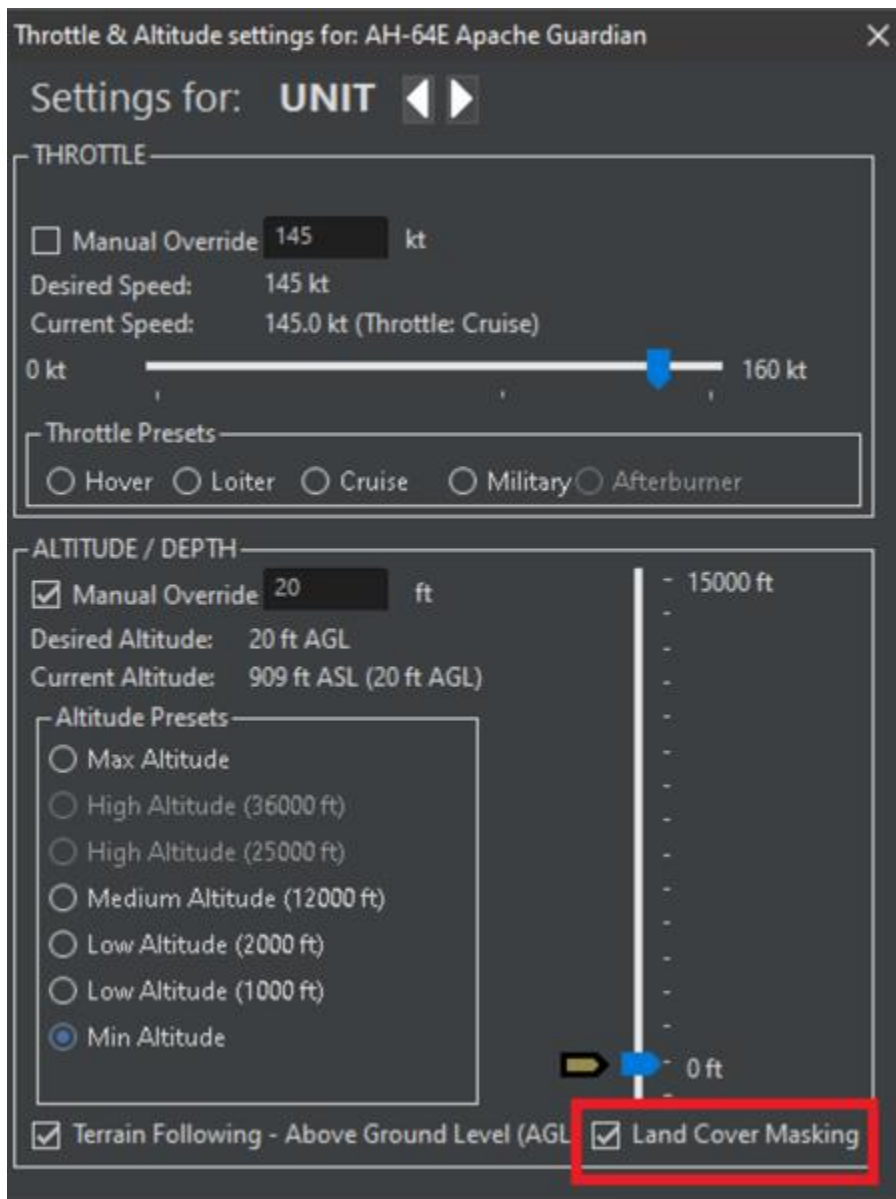 Throttle & Altitude settings for: AH-64E Apache Guardian
Settings for: UNIT
THROTTLE
Manual Override 145 kt
Desired Speed: 145 kt
Current Speed: 145.0 kt (Throttle: Cruise)
0 kt 160 kt
Throttle Presets
Hover Loiter Cruise Military Afterburner
ALTITUDE / DEPTH
Manual Override 20 ft 15000 ft
Desired Altitude: 20 ft AGL
Current Altitude: 909 ft ASL (20 ft AGL)
Altitude Presets
Max Altitude
High Altitude (36000 ft)
High Altitude (25000 ft)
Medium Altitude (12000 ft)
Low Altitude (2000 ft)
Low Altitude (1000 ft)
Min Altitude
0 ft
Terrain Following - Above Ground Level (AGL Land Cover Masking